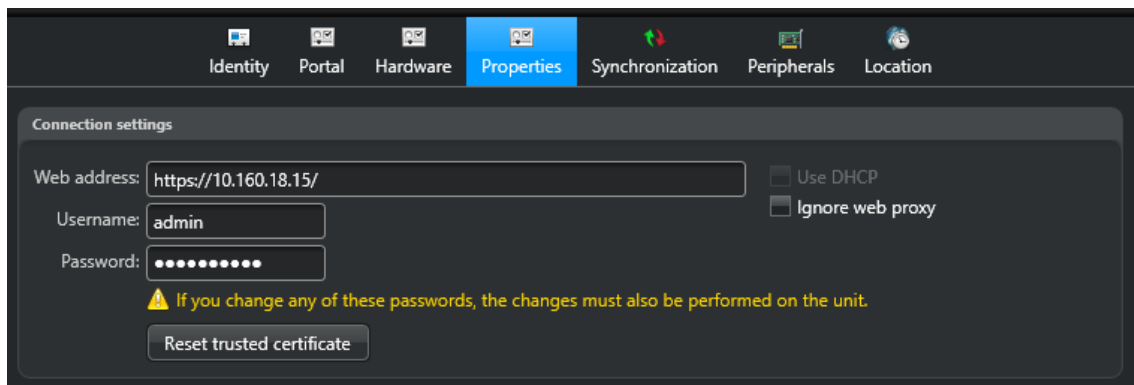 Identity Portal Hardware Properties Synchronization Peripherals Location
Connection settings
Web address: https://10.160.18.15/ Use DHCP
Username: admin Ignore web proxy
Password: ●●●●●●●●●●
If you change any of these passwords, the changes must also be performed on the unit.
Reset trusted certificate